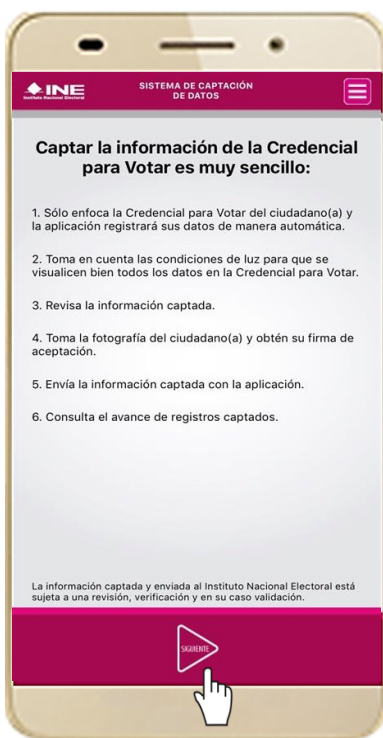 INE
Instituto Nacional Electoral
SISTEMA DE CAPTACIÓN
DE DATOS
Captar la información de la Credencial
para Votar es muy sencillo:
1. Sólo enfoca la Credencial para Votar del ciudadano(a) y
la aplicación registrará sus datos de manera automática.
2. Toma en cuenta las condiciones de luz para que se
visualicen bien todos los datos en la Credencial para Votar.
3. Revisa la información captada.
4. Toma la fotografía del ciudadano(a) y obtén su firma de
aceptación.
5. Envía la información captada con la aplicación.
6. Consulta el avance de registros captados.
La información captada y enviada al Instituto Nacional Electoral está
sujeta a una revisión, verificación y en su caso validación.
SIGUIENTE